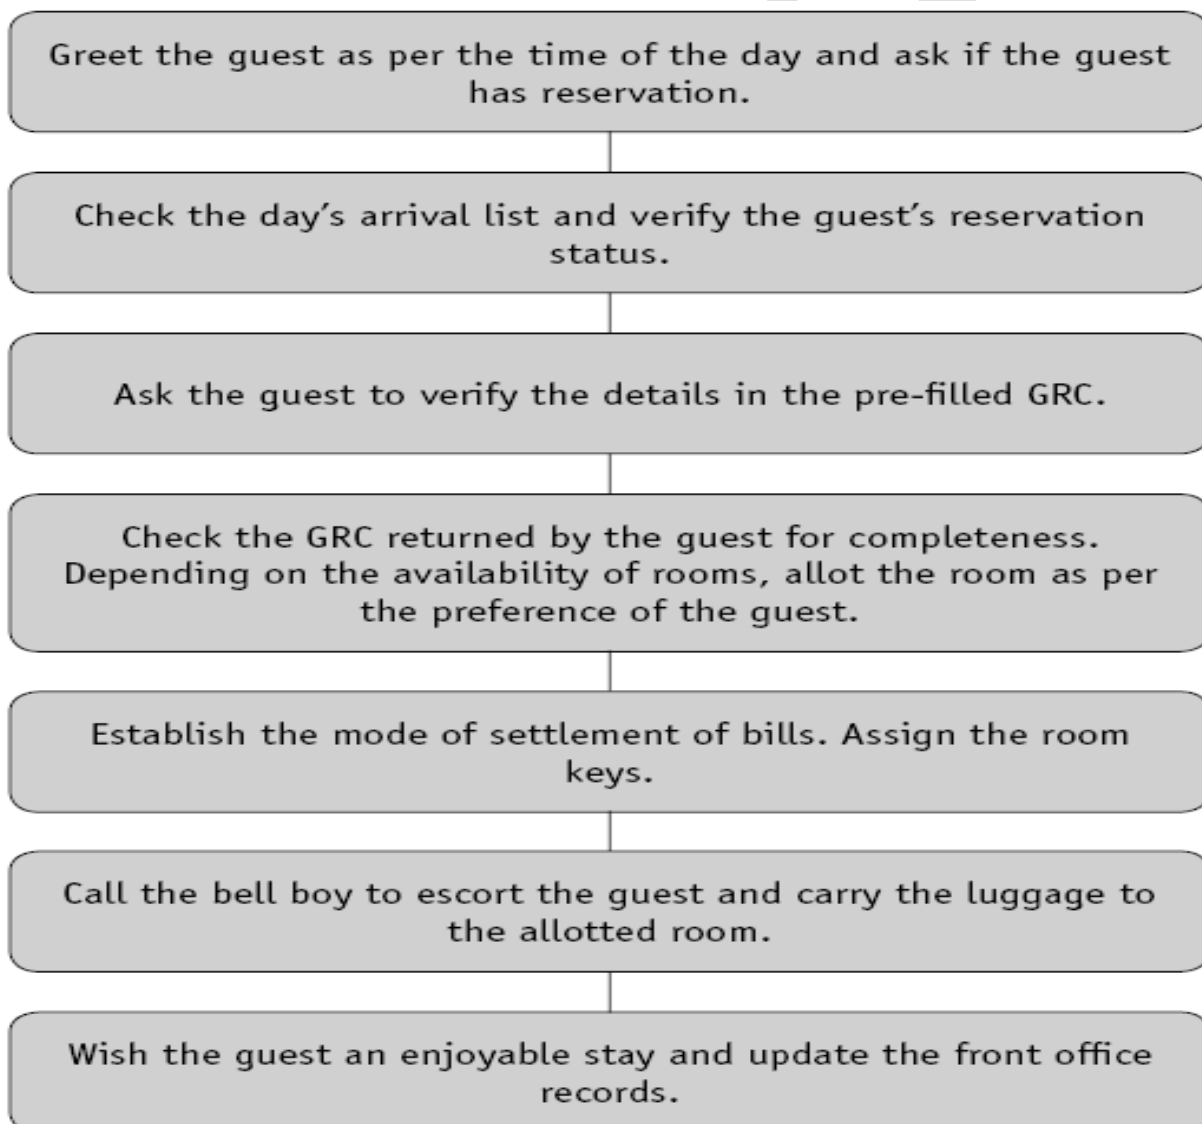 Greet the guest as per the time of the day and ask if the guest
has reservation.
Check the day’s arrival list and verify the guest’s reservation
status.
Ask the guest to verify the details in the pre-filled GRC.
Check the GRC returned by the guest for completeness.
Depending on the availability of rooms, allot the room as per
the preference of the guest.
Establish the mode of settlement of bills. Assign the room
keys.
Call the bell boy to escort the guest and carry the luggage to
the allotted room.
Wish the guest an enjoyable stay and update the front office
records.